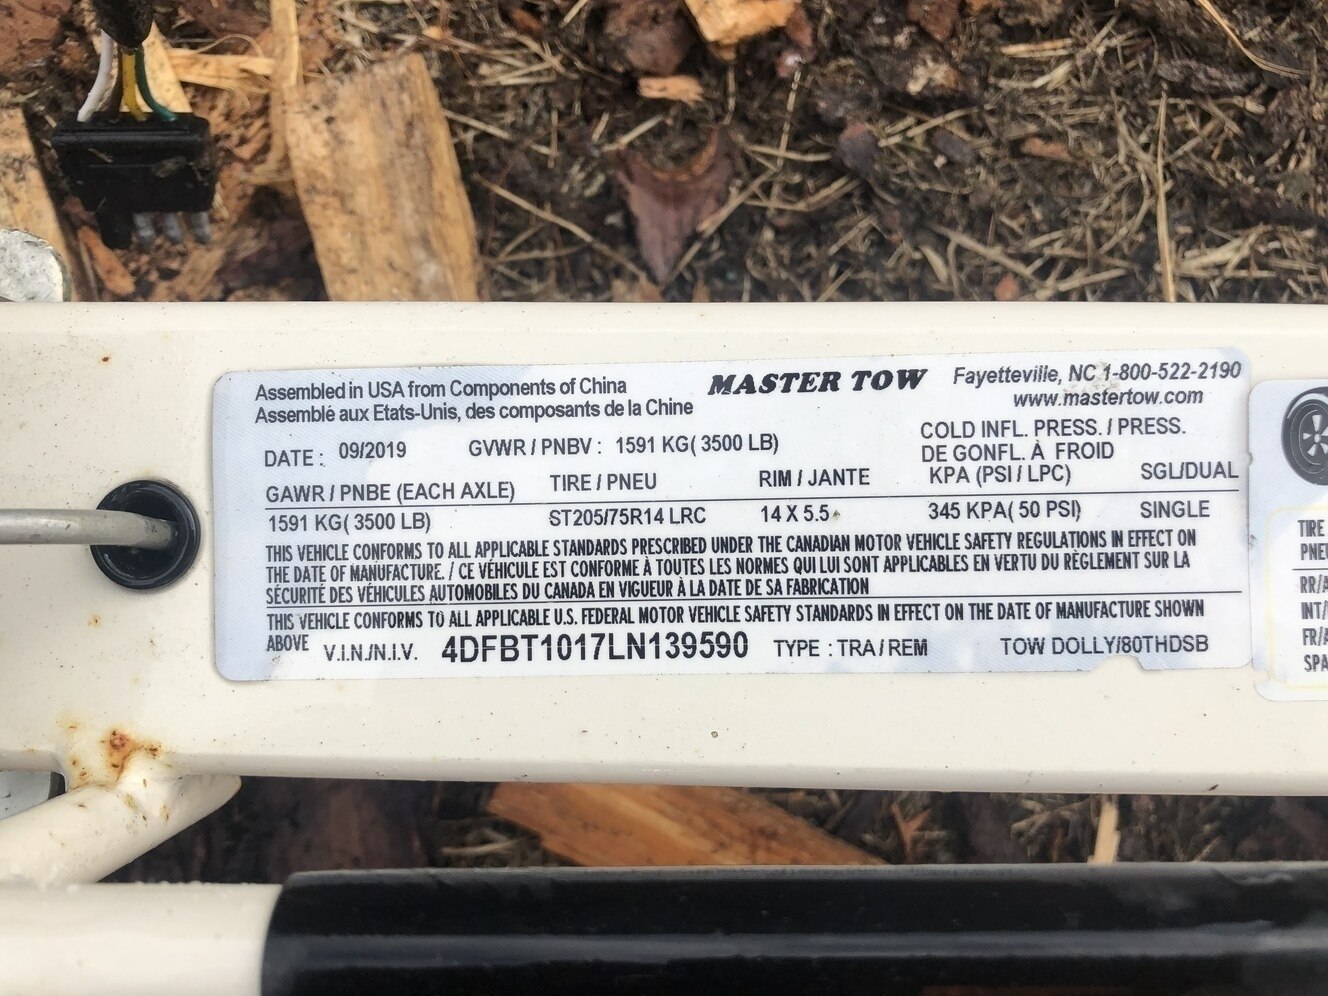 Assembled in USA from Components of China
Assemblé aux Etats-Unis, des composants de la Chine
MASTER TOW
Fayetteville, NC 1-800-522-2190
www.mastertow.com
DATE : 09/2019
GVWR / PNBV : 1591 KG( 3500 LB)
COLD INFL. PRESS. / PRESS.
DE GONFL. À FROID
GAWR / PNBE (EACH AXLE) TIRE / PNEU RIM / JANTE KPA (PSI / LPC) SGL/DUAL
1591 KG( 3500 LB) ST205/75R14 LRC 14 X 5.5 345 KPA( 50 PSI) SINGLE
THIS VEHICLE CONFORMS TO ALL APPLICABLE STANDARDS PRESCRIBED UNDER THE CANADIAN MOTOR VEHICLE SAFETY REGULATIONS IN EFFECT ON
THE DATE OF MANUFACTURE. / CE VÉHICULE EST CONFORME À TOUTES LES NORMES QUI LUI SONT APPLICABLES EN VERTU DU RÈGLEMENT SUR LA
SÉCURITÉ DES VÉHICULES AUTOMOBILES DU CANADA EN VIGUEUR À LA DATE DE SA FABRICATION
THIS VEHICLE CONFORMS TO ALL APPLICABLE U.S. FEDERAL MOTOR VEHICLE SAFETY STANDARDS IN EFFECT ON THE DATE OF MANUFACTURE SHOWN
ABOVE V.I.N./N.I.V. 4DFBT1017LN139590 TYPE : TRA / REM TOW DOLLY/80THDSB
TIRE
PNEU
RR/A
INT/
FR/A
SPA